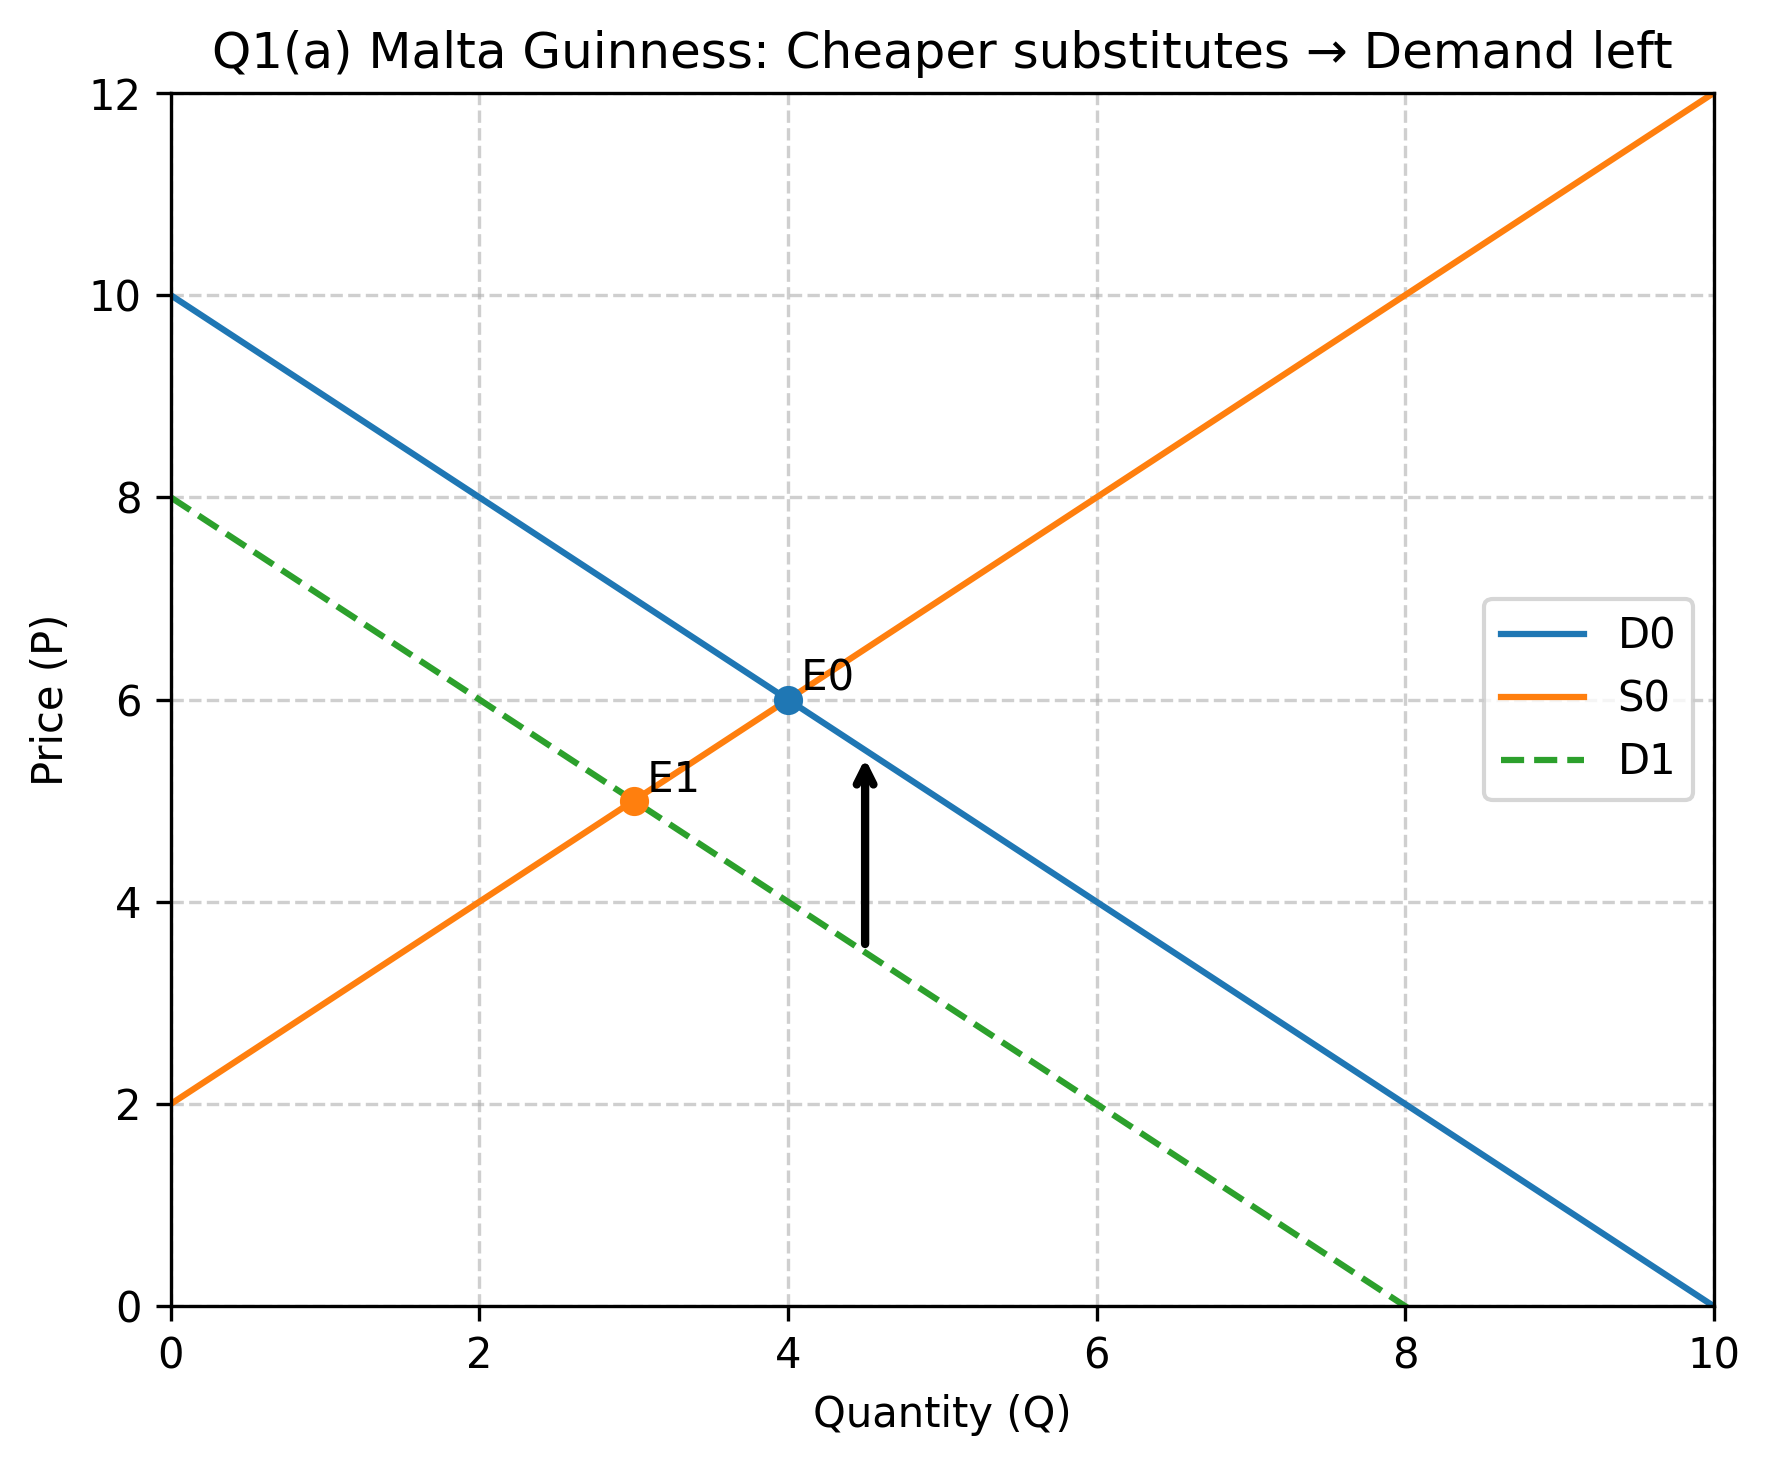 Q1(a) Malta Guinness: Cheaper substitutes → Demand left
12
10
8
6
4
2
0
Price (P)
E0
E1
D0
S0
D1
0 2 4 6 8 10
Quantity (Q)